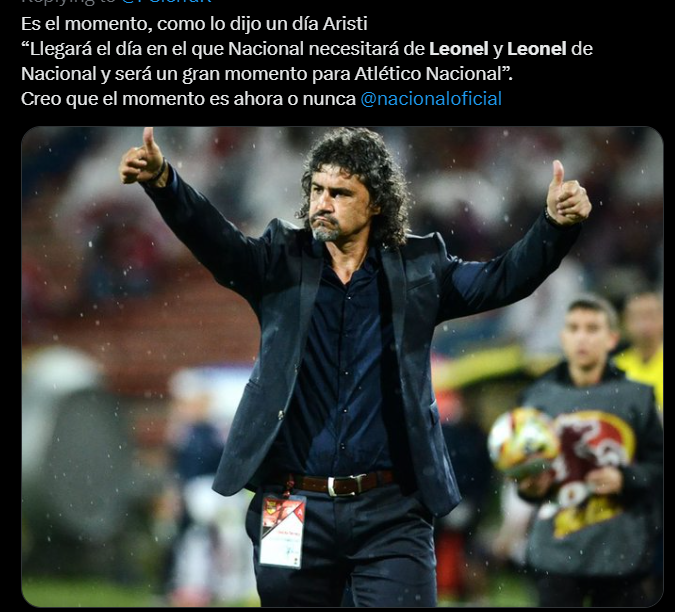 Es el momento, como lo dijo un día Aristi
“Llegará el día en el que Nacional necesitará de Leonel y Leonel de
Nacional y será un gran momento para Atlético Nacional”.
Creo que el momento es ahora o nunca @nacionaloficial